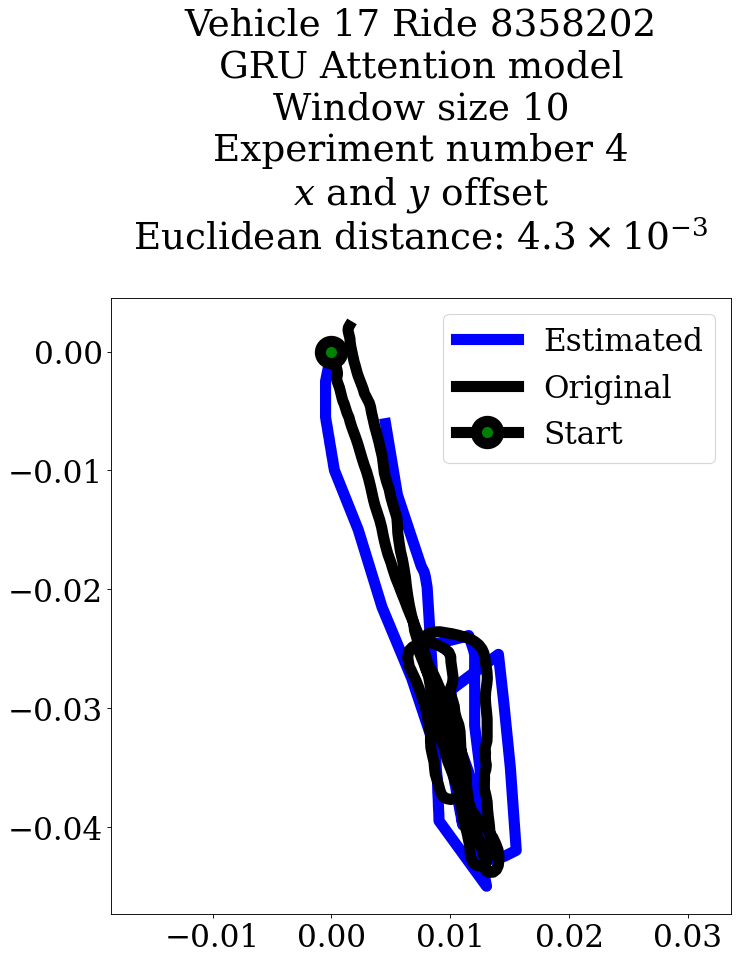 Vehicle 17 Ride 8358202
GRU Attention model
Window size 10
Experiment number 4
x and y offset
Euclidean distance: 4.3 × 10⁻³
Estimated
Original
Start
0.00
−0.01
−0.02
−0.03
−0.04
−0.01 0.00 0.01 0.02 0.03